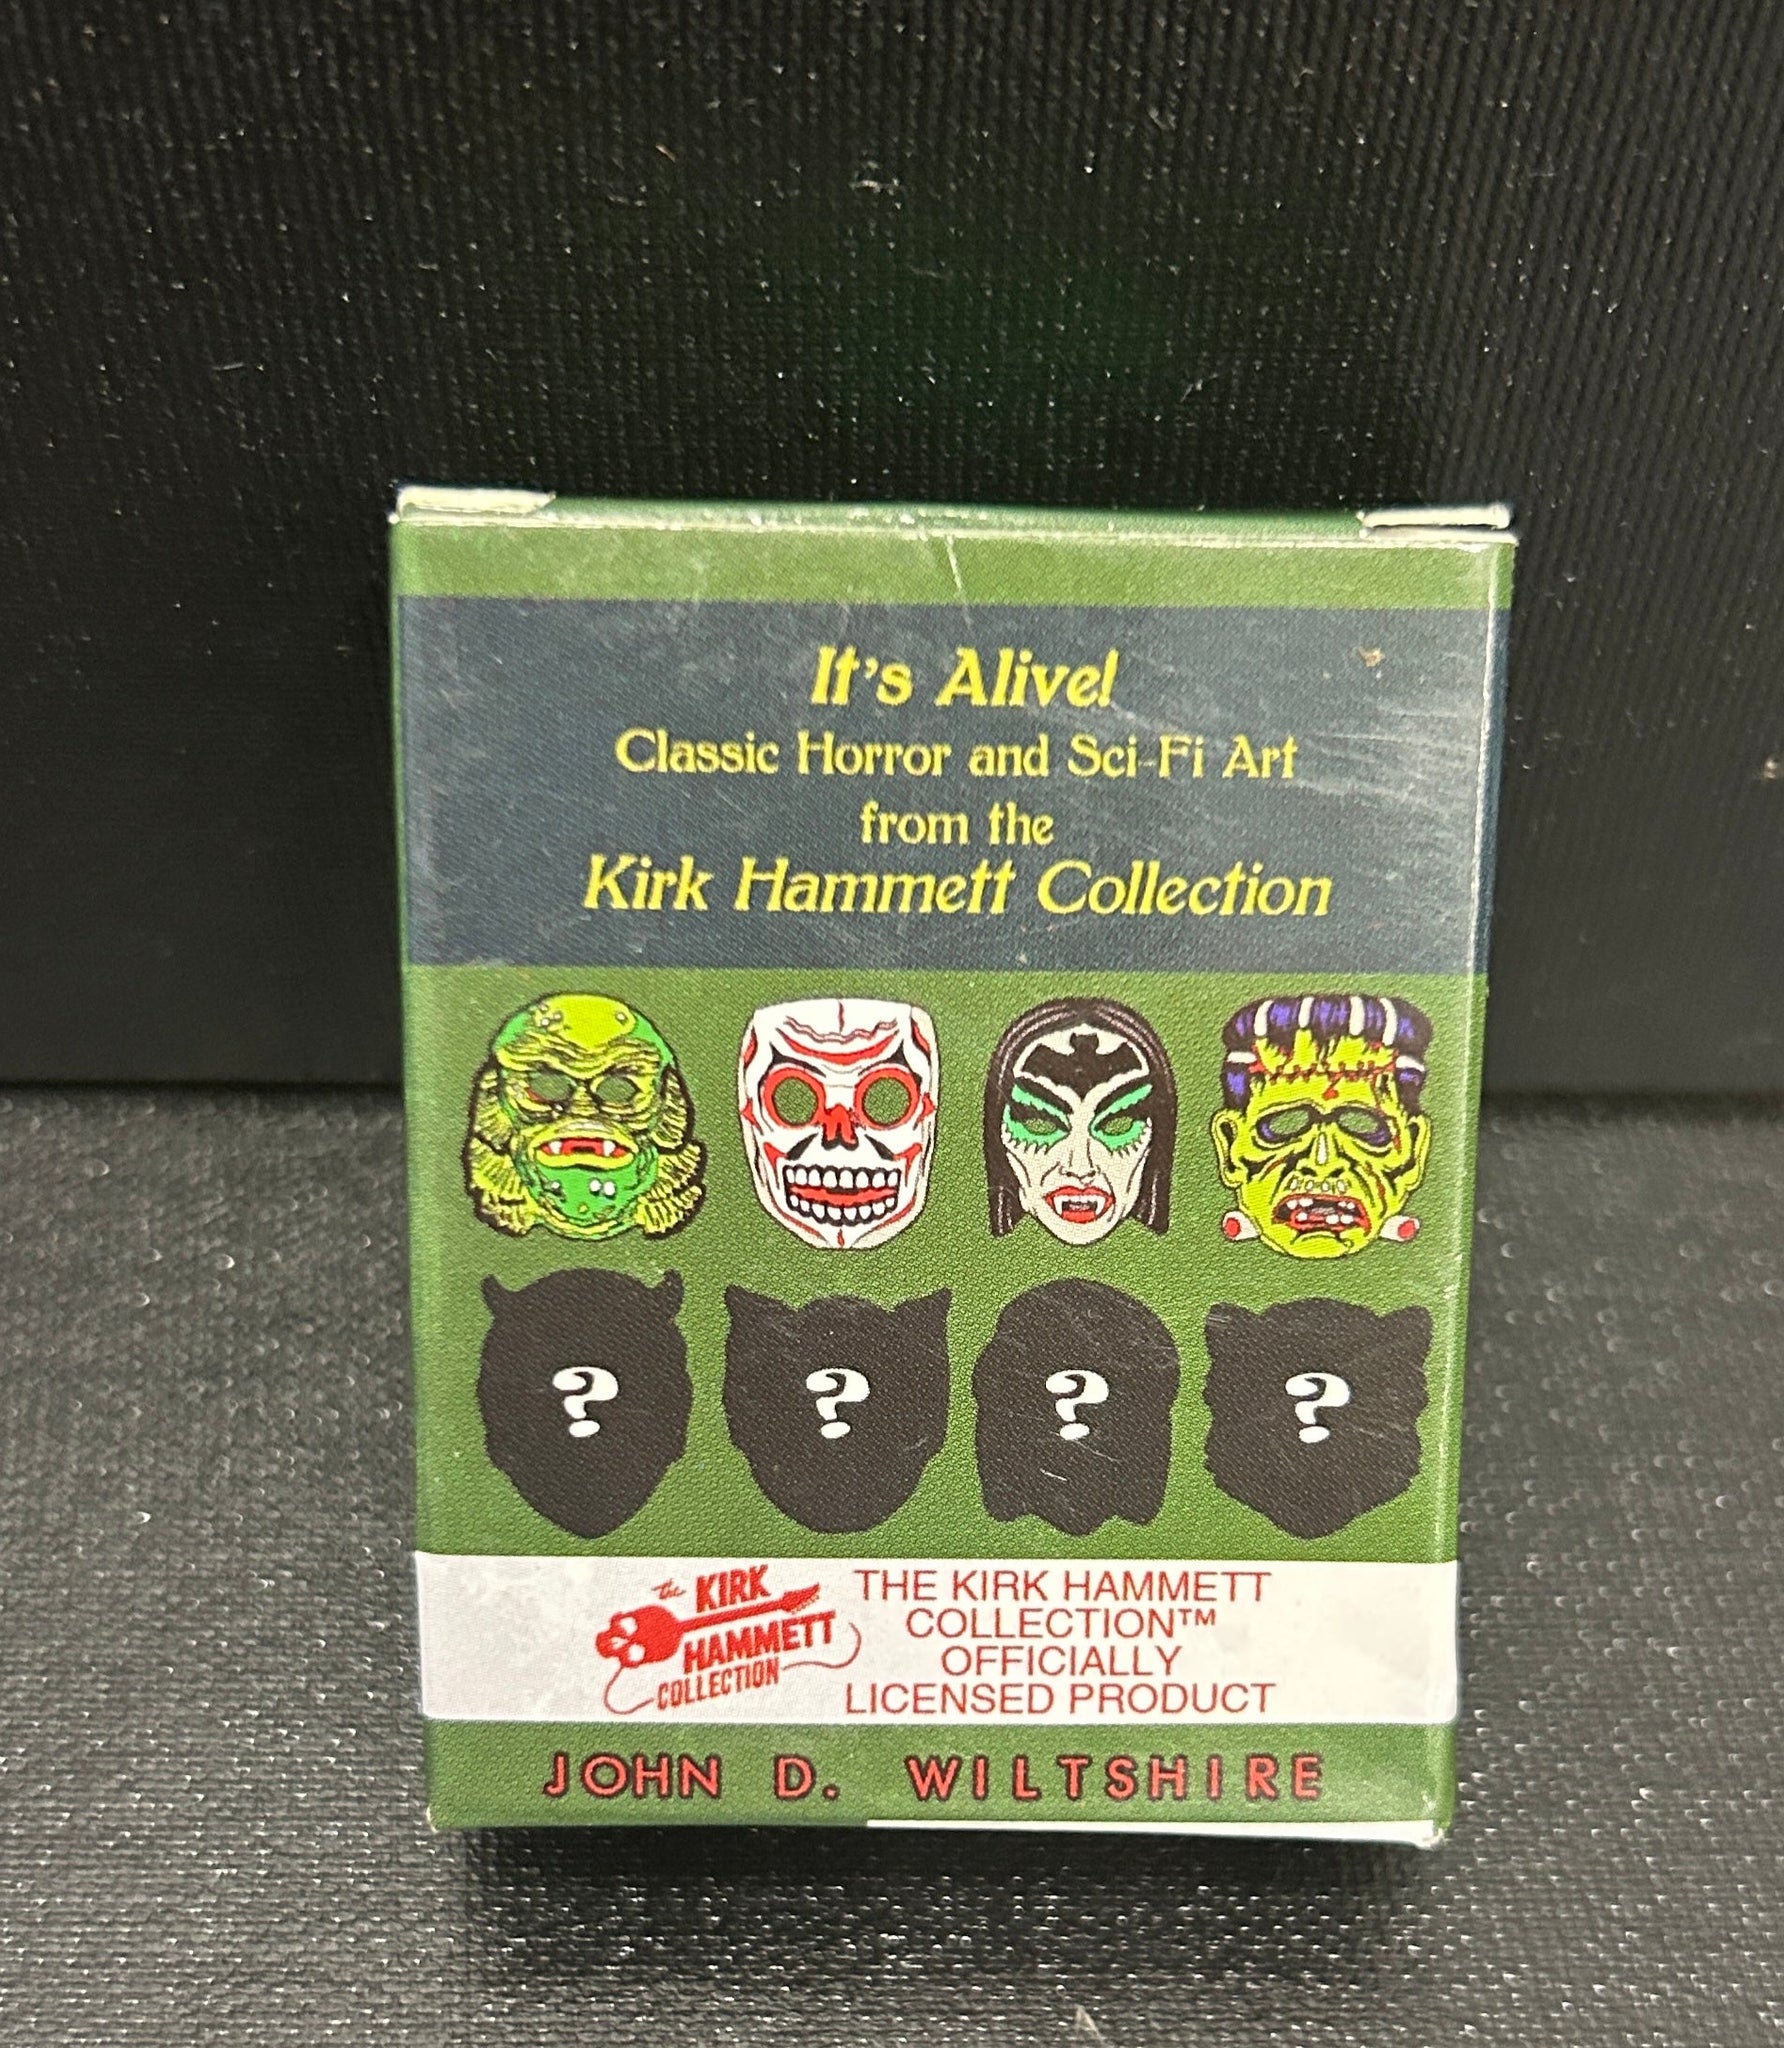 It's Alive!
Classic Horror and Sci-Fi Art
from the
Kirk Hammett Collection
? ? ? ?
the KIRK
HAMMETT
COLLECTION
THE KIRK HAMMETT
COLLECTION™
OFFICIALLY
LICENSED PRODUCT
JOHN D. WILTSHIRE